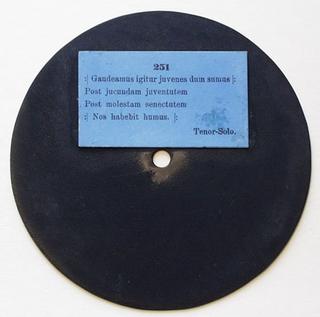 251
:| Gaudeamus igitur juvenes dum sumus |:
Post jucundam juventutem
Post molestam senectutem
:| Nos habebit humus. |:
Tenor-Solo.